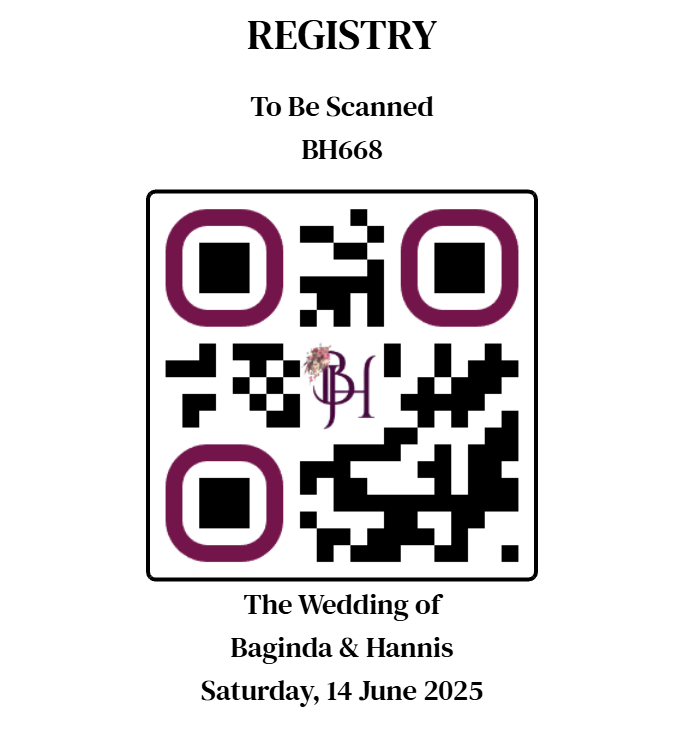 REGISTRY
To Be Scanned
BH668
BH
The Wedding of
Baginda & Hannis
Saturday, 14 June 2025